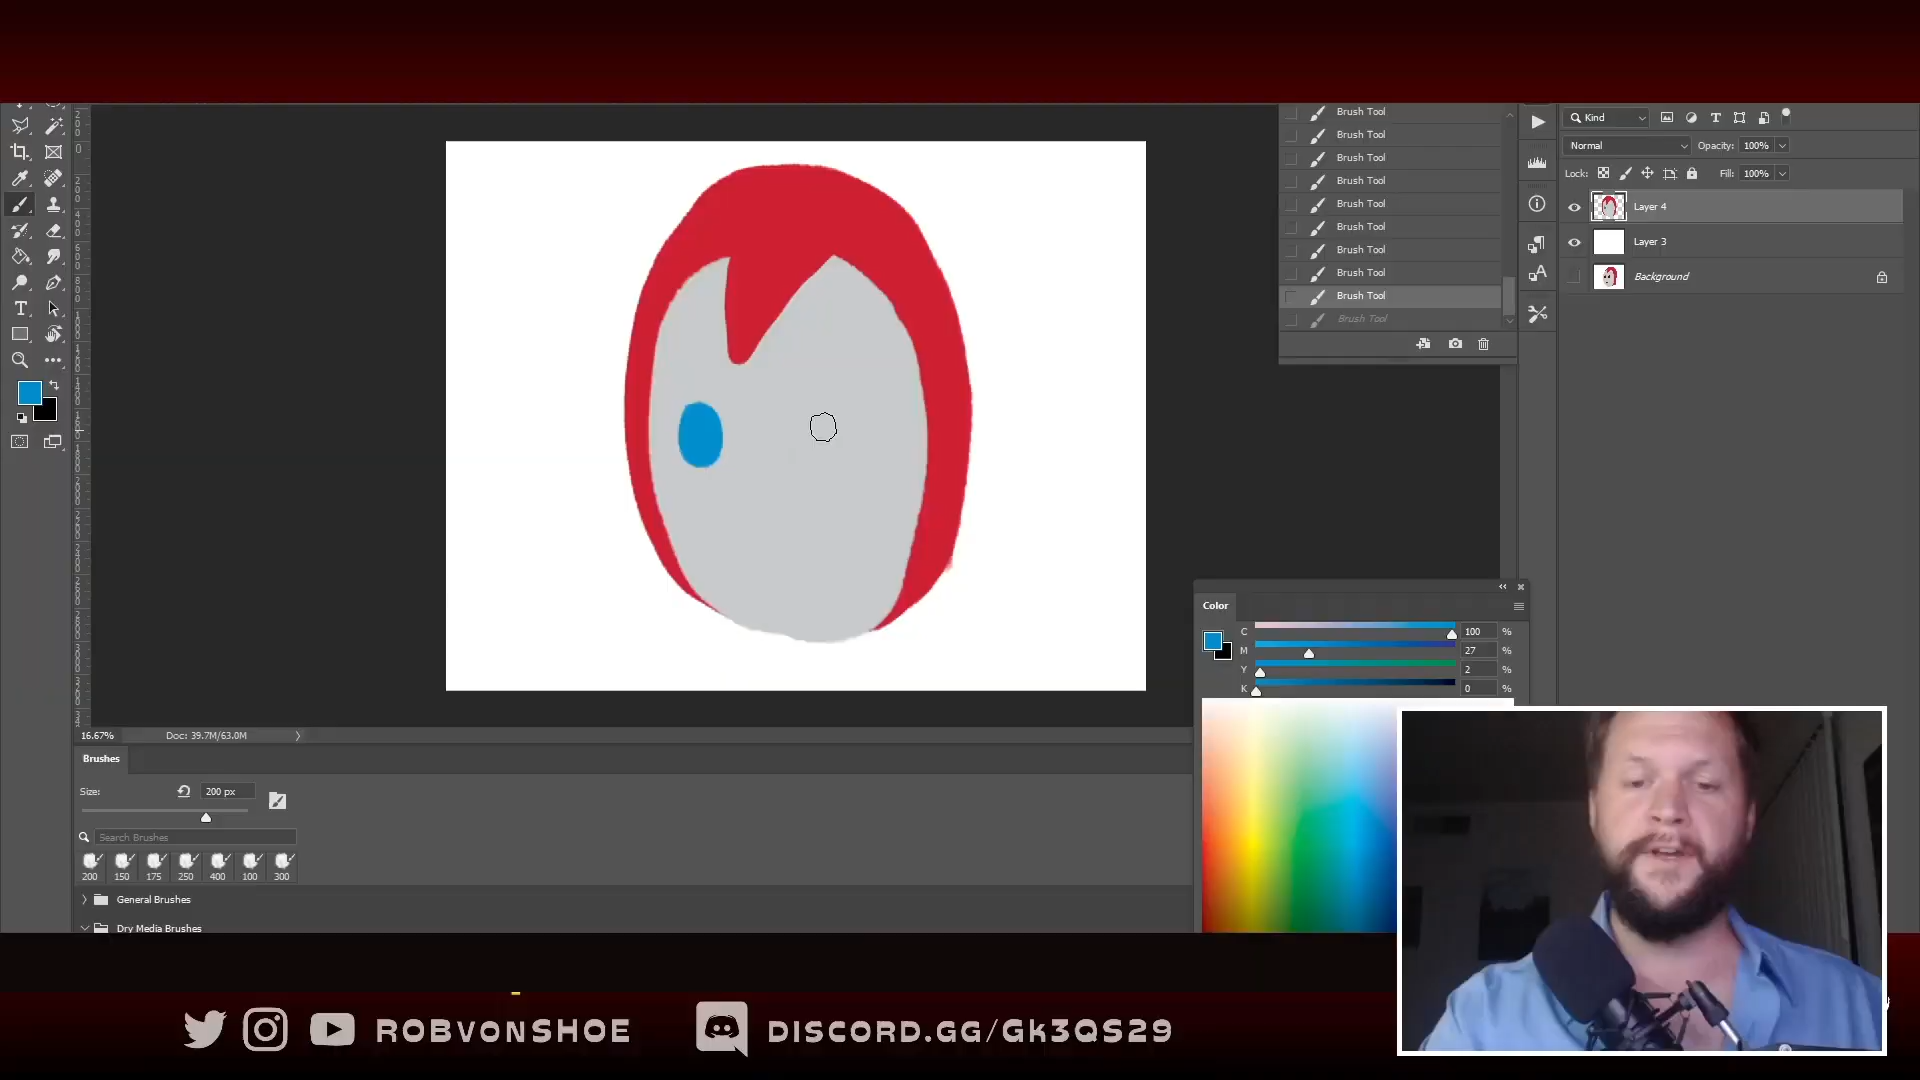 Brush Tool
Brush Tool
Brush Tool
Brush Tool
Brush Tool
Brush Tool
Brush Tool
Brush Tool
Brush Tool
Brush Tool
Kind
Normal
Opacity: 100%
Lock:
Fill: 100%
Layer 4
Layer 3
Background
Color
C 100 %
M 27 %
Y 2 %
K 0 %
16.67% Doc: 39.7M/63.0M
Brushes
Size: 200 px
Search Brushes
200 150 175 250 400 100 300
General Brushes
Dry Media Brushes
ROBVONSHOE DISCORD.GG/GK3QS29